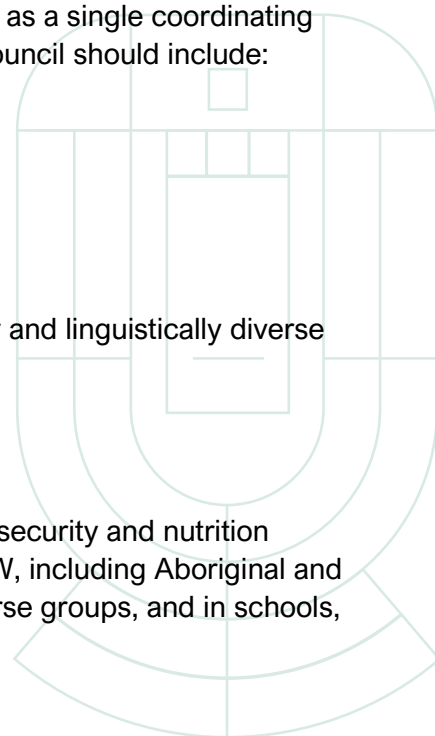 as a single coordinating
ouncil should include:
and linguistically diverse
security and nutrition
including Aboriginal and
rse groups, and in schools,